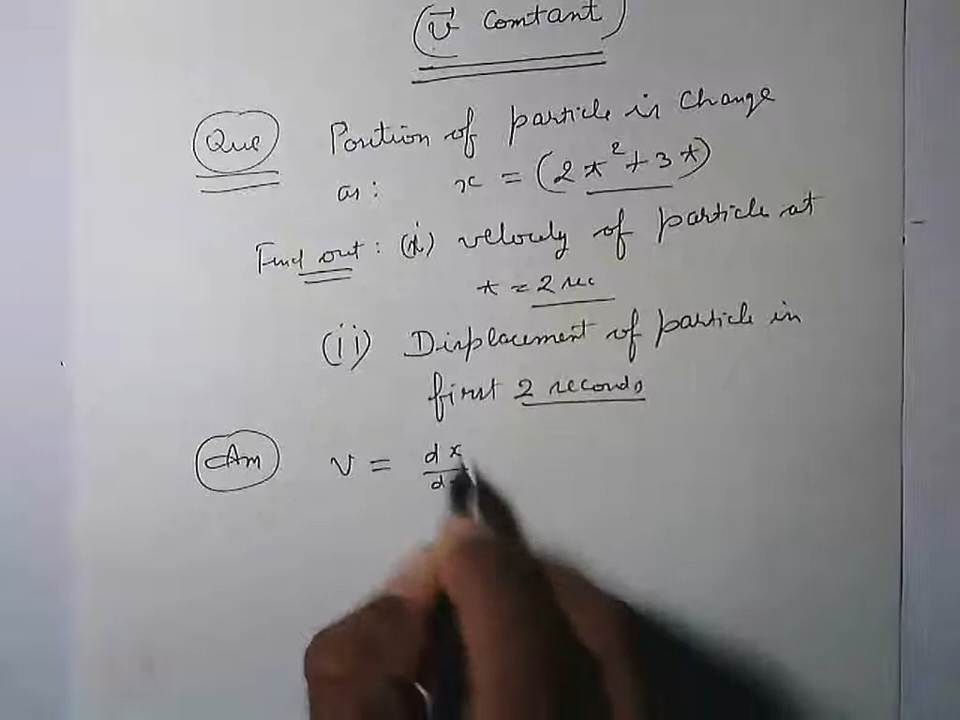 (v⃗ Comtant)
Que Position of particle is Change
as: x = (2t² + 3t)
Find out: (i) velocity of particle at
t = 2 sec
(ii) Displacement of particle in
first 2 seconds
Ans v = dx/d